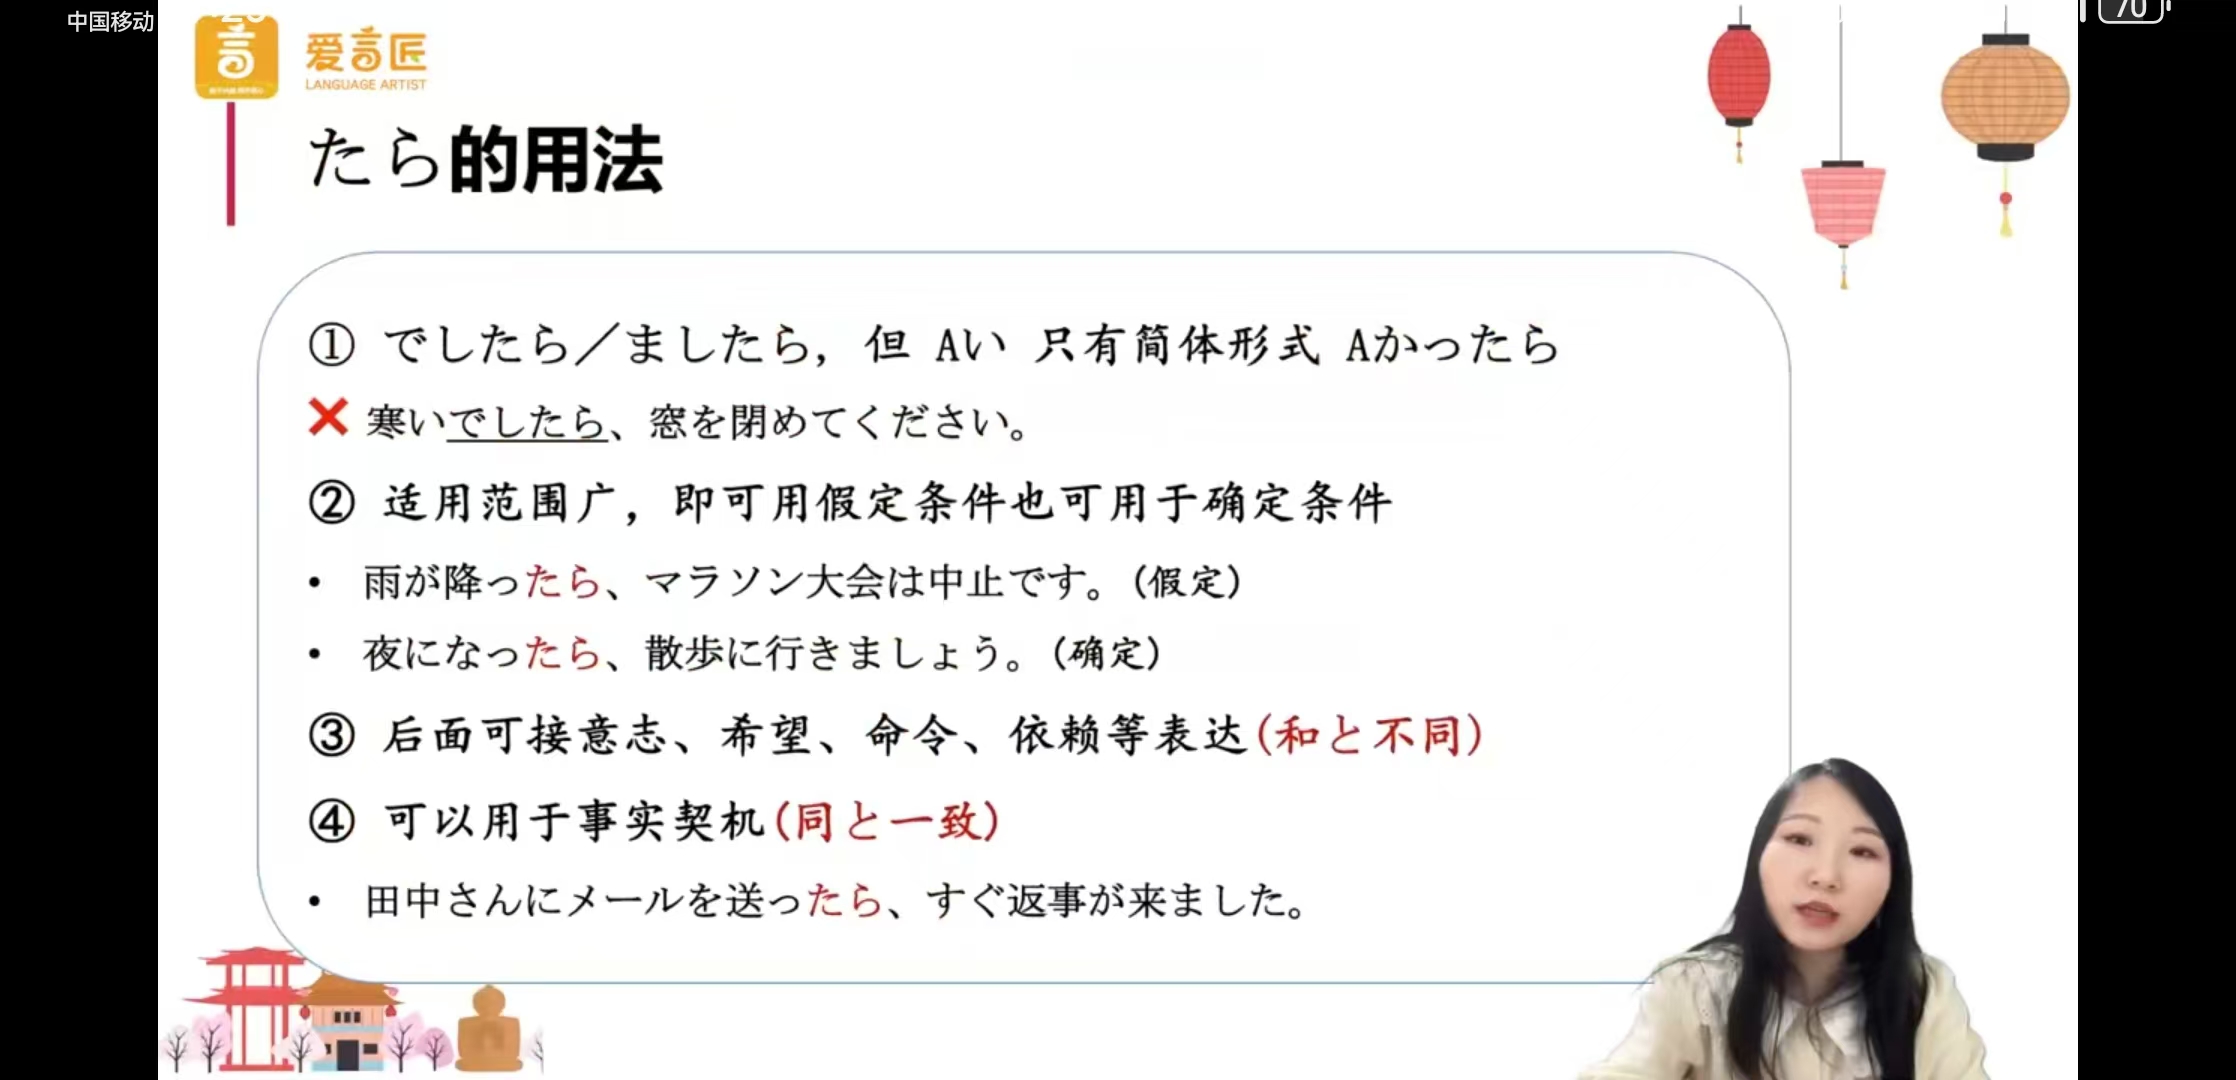 中国移动
70
言
爱言匠
LANGUAGE ARTIST
たら的用法
① でしたら／ましたら，但 Aい 只有简体形式 Aかったら
❌ 寒いでしたら、窓を閉めてください。
② 适用范围广，即可用假定条件也可用于确定条件
• 雨が降ったら、マラソン大会は中止です。（假定）
• 夜になったら、散歩に行きましょう。（确定）
③ 后面可接意志、希望、命令、依赖等表达（和と不同）
④ 可以用于事实契机（同と一致）
• 田中さんにメールを送ったら、すぐ返事が来ました。